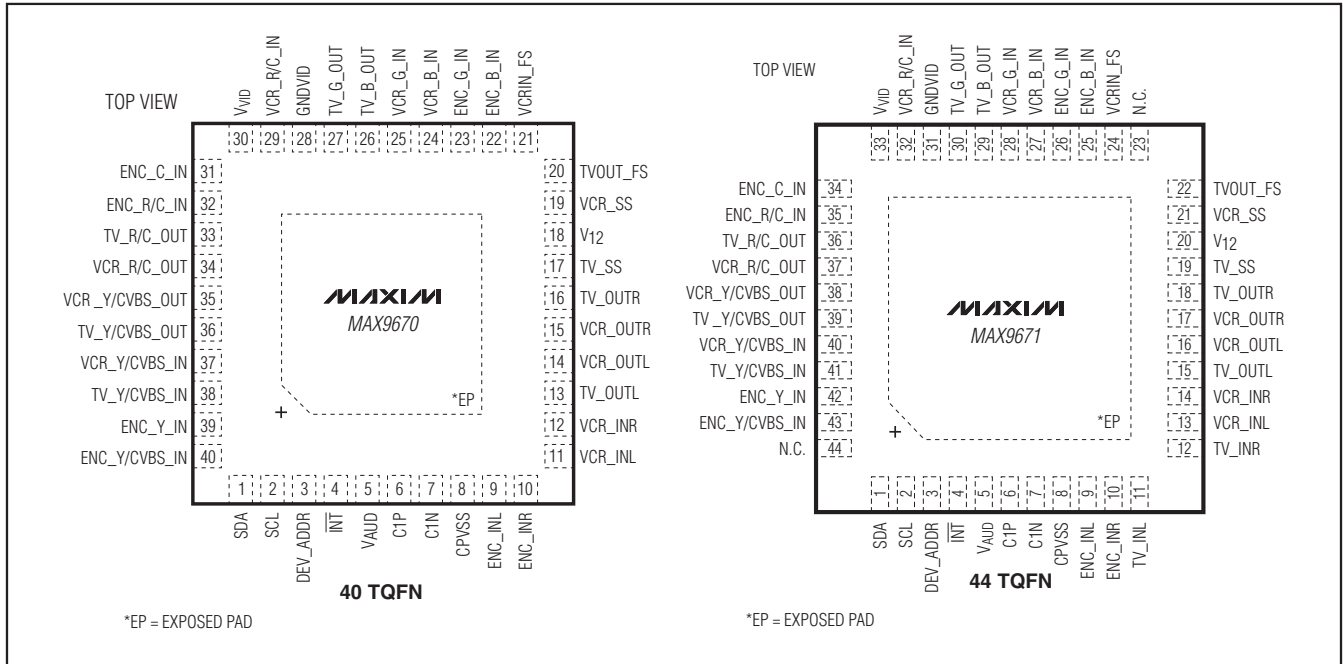 TOP VIEW
VVID
VCR_R/C_IN
GNDVID
TV_G_OUT
TV_B_OUT
VCR_G_IN
VCR_B_IN
ENC_G_IN
ENC_B_IN
VCRIN_FS
30 29 28 27 26 25 24 23 22 21
ENC_C_IN 31
ENC_R/C_IN 32
TV_R/C_OUT 33
VCR_R/C_OUT 34
VCR _Y/CVBS_OUT 35
TV_Y/CVBS_OUT 36
VCR_Y/CVBS_IN 37
TV_Y/CVBS_IN 38
ENC_Y_IN 39
ENC_Y/CVBS_IN 40
20 TVOUT_FS
19 VCR_SS
18 V12
17 TV_SS
16 TV_OUTR
15 VCR_OUTR
14 VCR_OUTL
13 TV_OUTL
12 VCR_INR
11 VCR_INL
MAXIM
MAX9670
*EP
+
1 2 3 4 5 6 7 8 9 10
SDA
SCL
DEV_ADDR
INT
VAUD
C1P
C1N
CPVSS
ENC_INL
ENC_INR
40 TQFN
*EP = EXPOSED PAD
TOP VIEW
VVID
VCR_R/C_IN
GNDVID
TV_G_OUT
TV_B_OUT
VCR_G_IN
VCR_B_IN
ENC_G_IN
ENC_B_IN
VCRIN_FS
N.C.
33 32 31 30 29 28 27 26 25 24 23
ENC_C_IN 34
ENC_R/C_IN 35
TV_R/C_OUT 36
VCR_R/C_OUT 37
VCR_Y/CVBS_OUT 38
TV _Y/CVBS_OUT 39
VCR_Y/CVBS_IN 40
TV_Y/CVBS_IN 41
ENC_Y_IN 42
ENC_Y/CVBS_IN 43
N.C. 44
22 TVOUT_FS
21 VCR_SS
20 V12
19 TV_SS
18 TV_OUTR
17 VCR_OUTR
16 VCR_OUTL
15 TV_OUTL
14 VCR_INR
13 VCR_INL
12 TV_INR
MAXIM
MAX9671
*EP
+
1 2 3 4 5 6 7 8 9 10 11
SDA
SCL
DEV_ADDR
INT
VAUD
C1P
C1N
CPVSS
ENC_INL
ENC_INR
TV_INL
44 TQFN
*EP = EXPOSED PAD